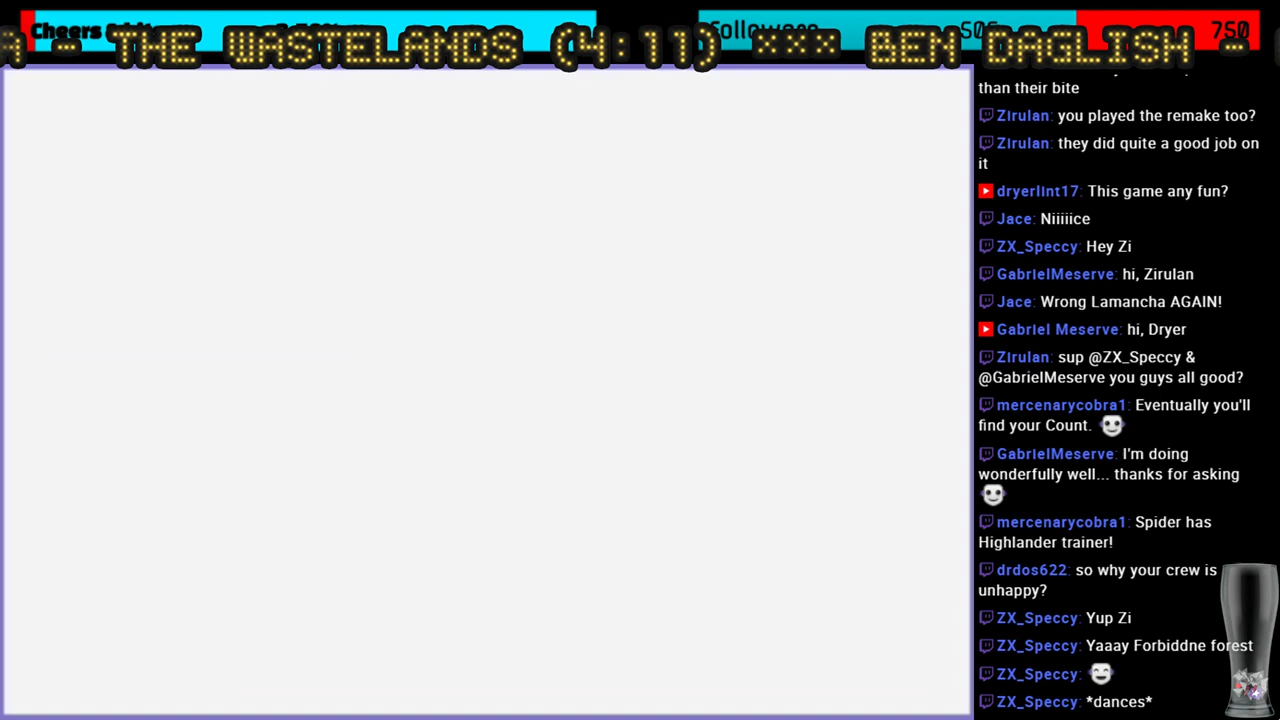 Followers 750
- THE WASTELANDS (4:11) ××× BEN DAGLISH -
than their bite
Zirulan: you played the remake too?
Zirulan: they did quite a good job on
it
dryerlint17: This game any fun?
Jace: Niiiice
ZX_Speccy: Hey Zi
GabrielMeserve: hi, Zirulan
Jace: Wrong Lamancha AGAIN!
Gabriel Meserve: hi, Dryer
Zirulan: sup @ZX_Speccy &
@GabrielMeserve you guys all good?
mercenarycobra1: Eventually you'll
find your Count.
GabrielMeserve: I'm doing
wonderfully well... thanks for asking
mercenarycobra1: Spider has
Highlander trainer!
drdos622: so why your crew is
unhappy?
ZX_Speccy: Yup Zi
ZX_Speccy: Yaaay Forbiddne forest
ZX_Speccy:
ZX_Speccy: *dances*